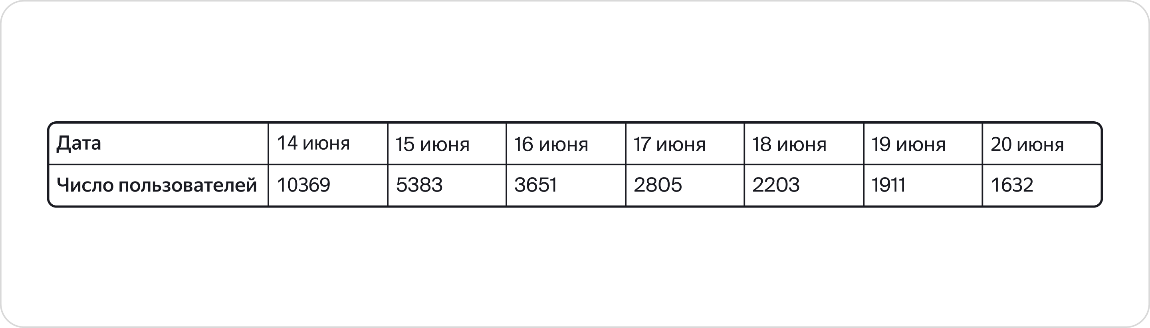 Дата 14 июня 15 июня 16 июня 17 июня 18 июня 19 июня 20 июня
Число пользователей 10369 5383 3651 2805 2203 1911 1632